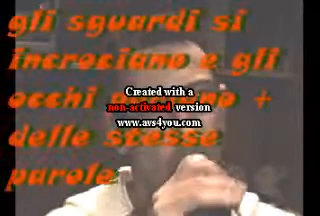 gli sguardi si
incrociano e gli
occhi +
delle stesse
parole
Created with a
non-activated version
www.avs4you.com